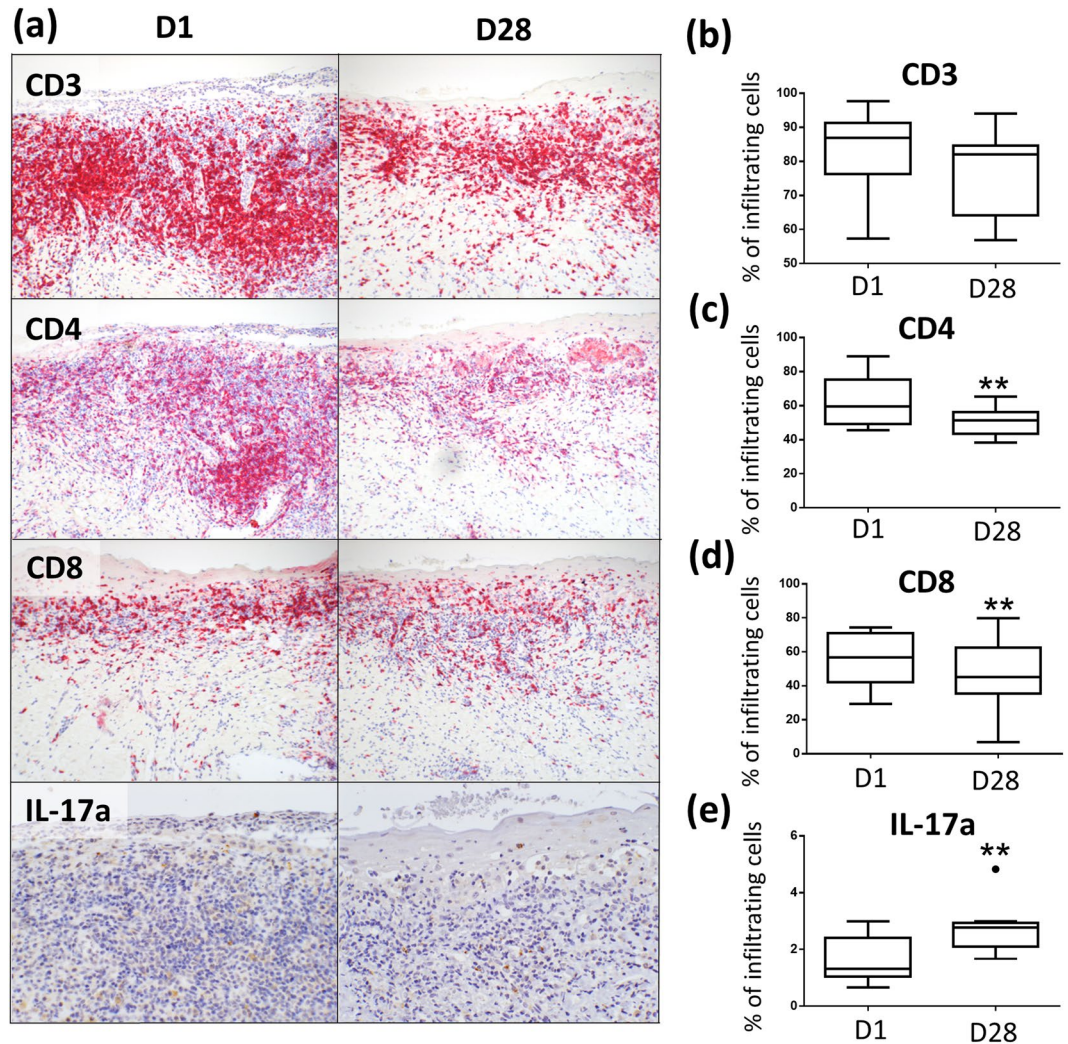 (a)
D1
D28
CD3
CD4
CD8
IL-17a
(b)
CD3
% of infiltrating cells
100
90
80
70
60
50
D1
D28
(c)
CD4
**
% of infiltrating cells
100
80
60
40
20
0
D1
D28
(d)
CD8
**
% of infiltrating cells
100
80
60
40
20
0
D1
D28
(e)
IL-17a
**
% of infiltrating cells
6
4
2
0
D1
D28